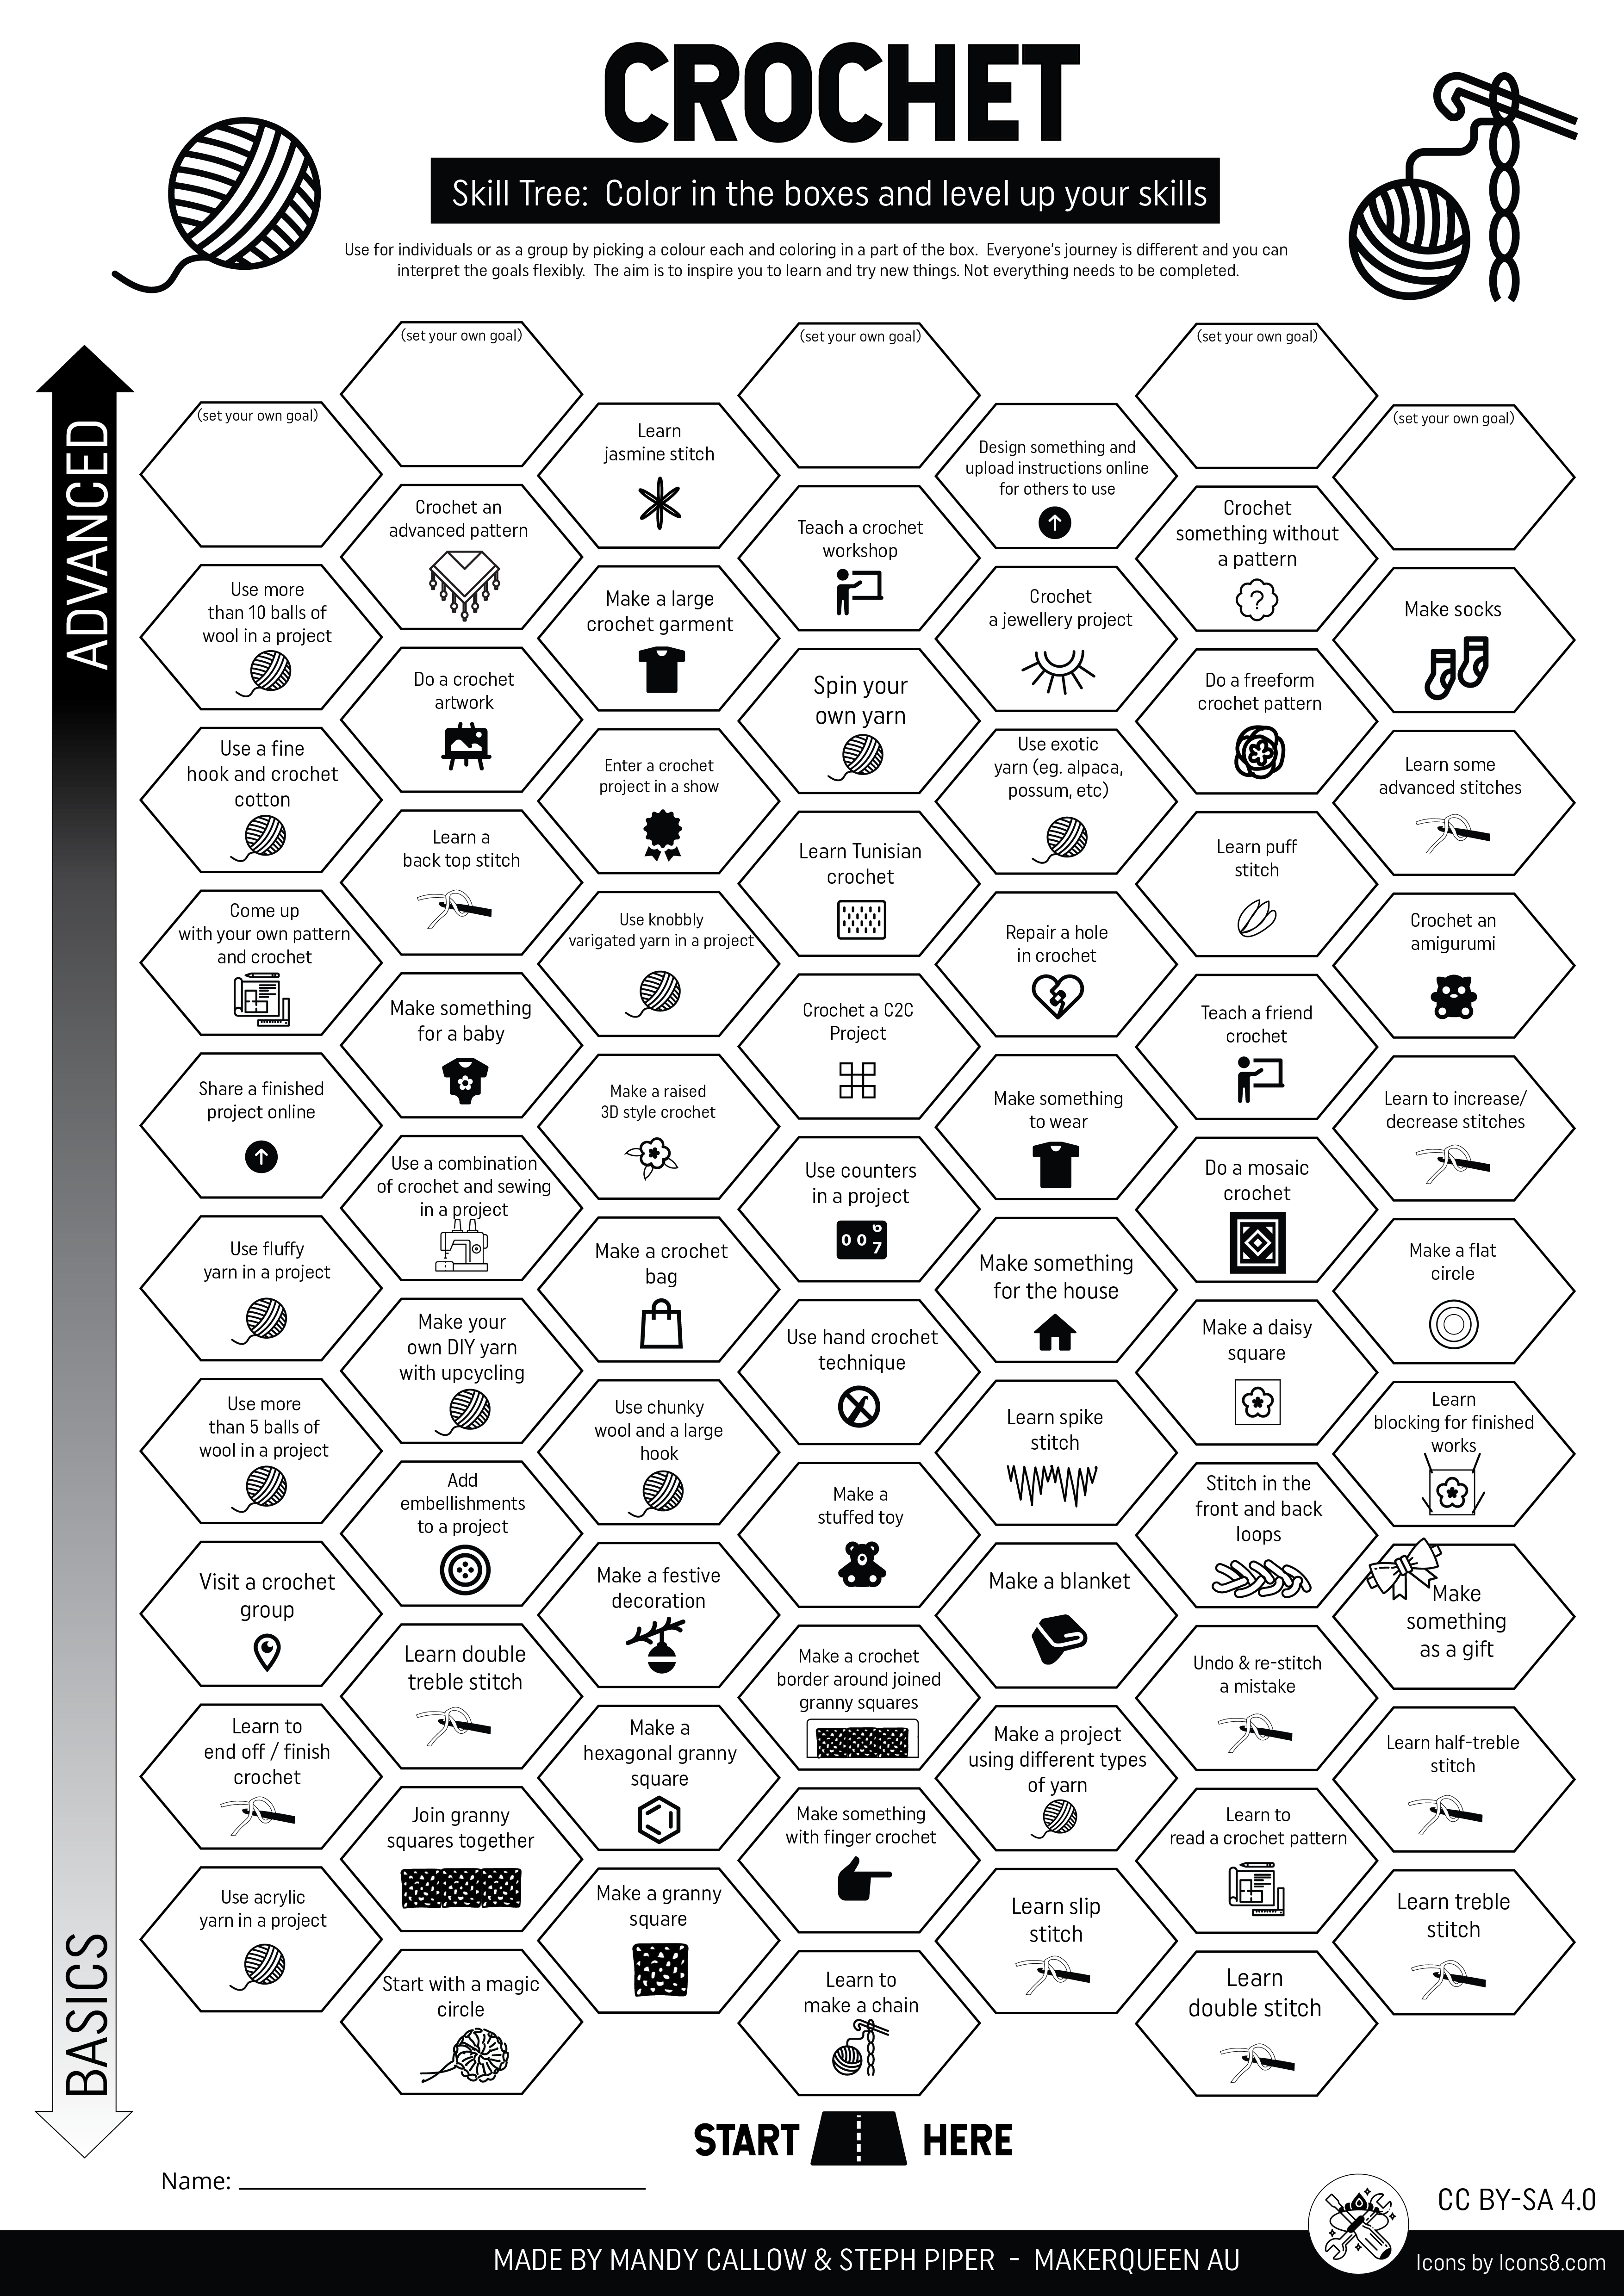 CROCHET
Skill Tree:  Color in the boxes and level up your skills
Use for individuals or as a group by picking a colour each and coloring in a part of the box.  Everyone's journey is different and you can
interpret the goals flexibly.  The aim is to inspire you to learn and try new things. Not everything needs to be completed.
ADVANCED
BASICS
(set your own goal)
(set your own goal)
(set your own goal)
(set your own goal)
(set your own goal)
Learn
jasmine stitch
Design something and
upload instructions online
for others to use
Crochet an
advanced pattern
Teach a crochet
workshop
Crochet
something without
a pattern
Use more
than 10 balls of
wool in a project
Make a large
crochet garment
Crochet
a jewellery project
Make socks
Do a crochet
artwork
Spin your
own yarn
Do a freeform
crochet pattern
Use a fine
hook and crochet
cotton
Enter a crochet
project in a show
Use exotic
yarn (eg. alpaca,
possum, etc)
Learn some
advanced stitches
Learn a
back top stitch
Learn Tunisian
crochet
Learn puff
stitch
Come up
with your own pattern
and crochet
Use knobbly
varigated yarn in a project
Repair a hole
in crochet
Crochet an
amigurumi
Make something
for a baby
Crochet a C2C
Project
Teach a friend
crochet
Share a finished
project online
Make a raised
3D style crochet
Make something
to wear
Learn to increase/
decrease stitches
Use a combination
of crochet and sewing
in a project
Use counters
in a project
0 0 6
7
Do a mosaic
crochet
Use fluffy
yarn in a project
Make a crochet
bag
Make something
for the house
Make a flat
circle
Make your
own DIY yarn
with upcycling
Use hand crochet
technique
Make a daisy
square
Use more
than 5 balls of
wool in a project
Use chunky
wool and a large
hook
Learn spike
stitch
Learn
blocking for finished
works
Add
embellishments
to a project
Make a
stuffed toy
Stitch in the
front and back
loops
Visit a crochet
group
Make a festive
decoration
Make a blanket
Make
something
as a gift
Learn double
treble stitch
Make a crochet
border around joined
granny squares
Undo & re-stitch
a mistake
Learn to
end off / finish
crochet
Make a
hexagonal granny
square
Make a project
using different types
of yarn
Learn half-treble
stitch
Join granny
squares together
Make something
with finger crochet
Learn to
read a crochet pattern
Use acrylic
yarn in a project
Make a granny
square
Learn slip
stitch
Learn treble
stitch
Start with a magic
circle
Learn to
make a chain
Learn
double stitch
START HERE
Name:
CC BY-SA 4.0
MADE BY MANDY CALLOW & STEPH PIPER  -  MAKERQUEEN AU
Icons by Icons8.com